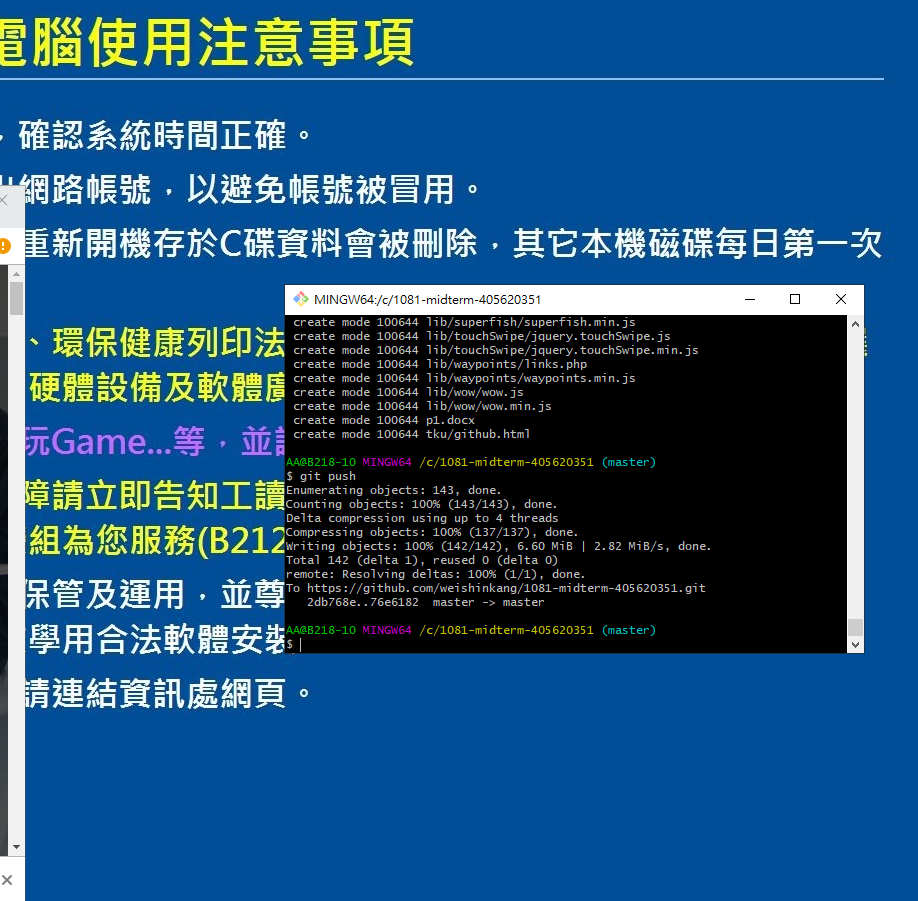 電腦使用注意事項
，確認系統時間正確。
出網路帳號，以避免帳號被冒用。
重新開機存於C碟資料會被刪除，其它本機磁碟每日第一次
、環保健康列印法
硬體設備及軟體廣
玩Game...等，並
障請立即告知工讀
組為您服務(B212
保管及運用，並尊
學用合法軟體安裝
請連結資訊處網頁。
MINGW64:/c/1081-midterm-405620351
create mode 100644 lib/superfish/superfish.min.js
create mode 100644 lib/touchSwipe/jquery.touchSwipe.js
create mode 100644 lib/touchSwipe/jquery.touchSwipe.min.js
create mode 100644 lib/waypoints/links.php
create mode 100644 lib/waypoints/waypoints.min.js
create mode 100644 lib/wow/wow.js
create mode 100644 lib/wow/wow.min.js
create mode 100644 p1.docx
create mode 100644 tku/github.html
AA@B218-10 MINGW64 /c/1081-midterm-405620351 (master)
$ git push
Enumerating objects: 143, done.
Counting objects: 100% (143/143), done.
Delta compression using up to 4 threads
Compressing objects: 100% (137/137), done.
Writing objects: 100% (142/142), 6.60 MiB | 2.82 MiB/s, done.
Total 142 (delta 1), reused 0 (delta 0)
remote: Resolving deltas: 100% (1/1), done.
To https://github.com/weishinkang/1081-midterm-405620351.git
2db768e..76e6182 master -> master
AA@B218-10 MINGW64 /c/1081-midterm-405620351 (master)
$